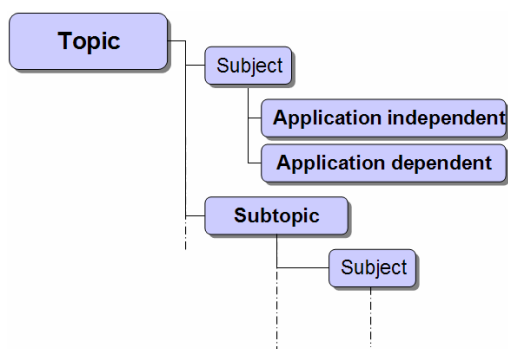 Topic
Subject
Application independent
Application dependent
Subtopic
Subject